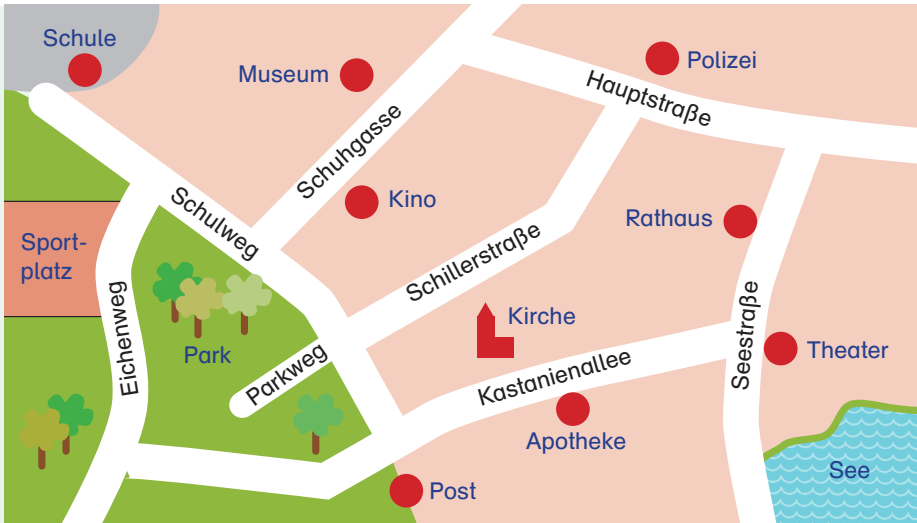 Schule
Museum
Polizei
Hauptstraße
Schuhgasse
Kino
Schulweg
Rathaus
Sport-
platz
Schillerstraße
Kirche
Eichenweg
Park
Parkweg
Kastanienallee
Seestraße
Theater
Apotheke
See
Post